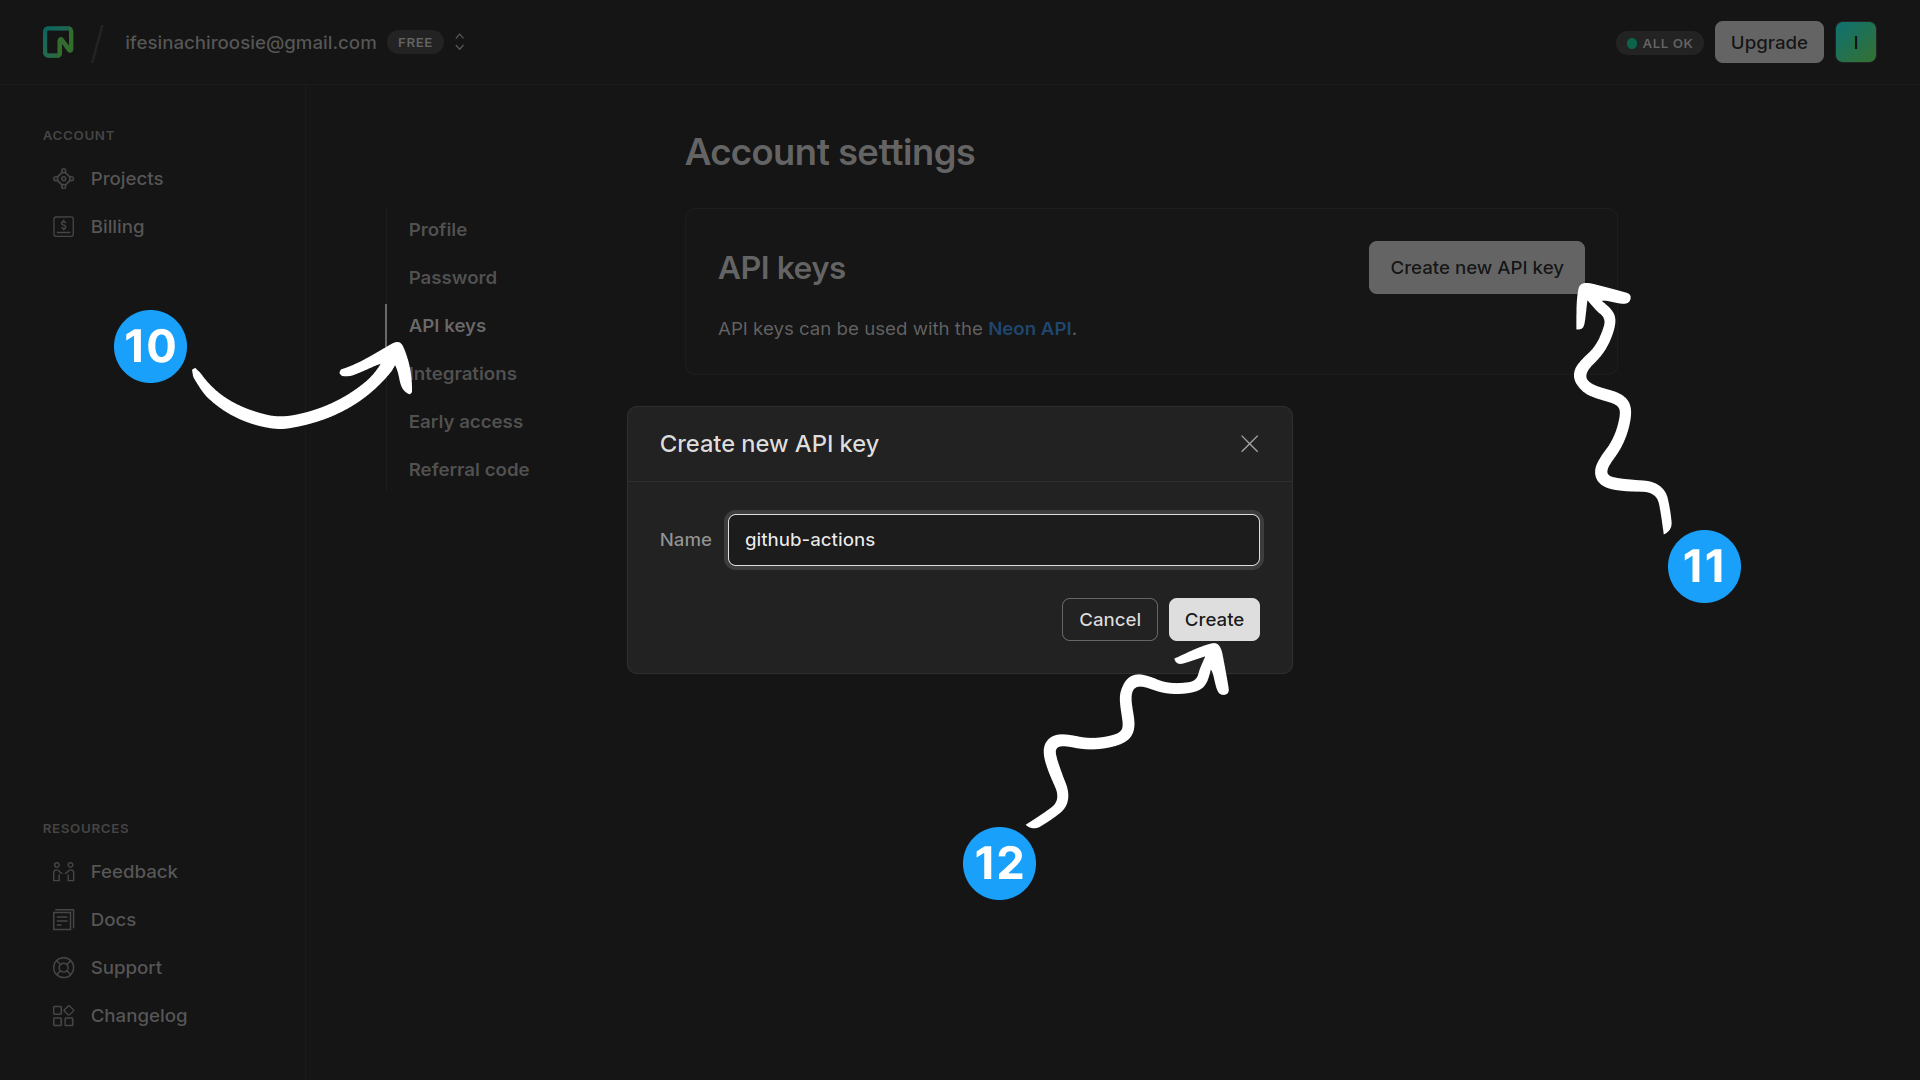 ifesinachiroosie@gmail.com FREE
ALL OK
Upgrade
I
ACCOUNT
Projects
Billing
Account settings
Profile
Password
API keys
Integrations
Early access
Referral code
API keys
Create new API key
API keys can be used with the Neon API.
10
Create new API key
Name github-actions
Cancel
Create
11
12
RESOURCES
Feedback
Docs
Support
Changelog